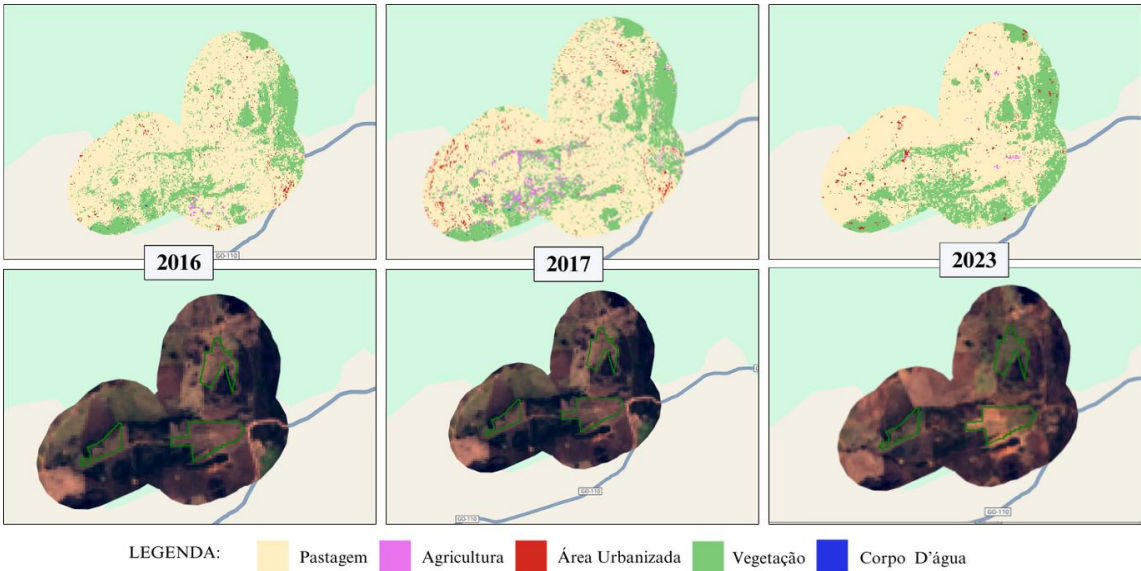 GO-110
2016
2017
2023
GO-110
GO-110
GO-110
LEGENDA: Pastagem Agricultura Área Urbanizada Vegetação Corpo D'água